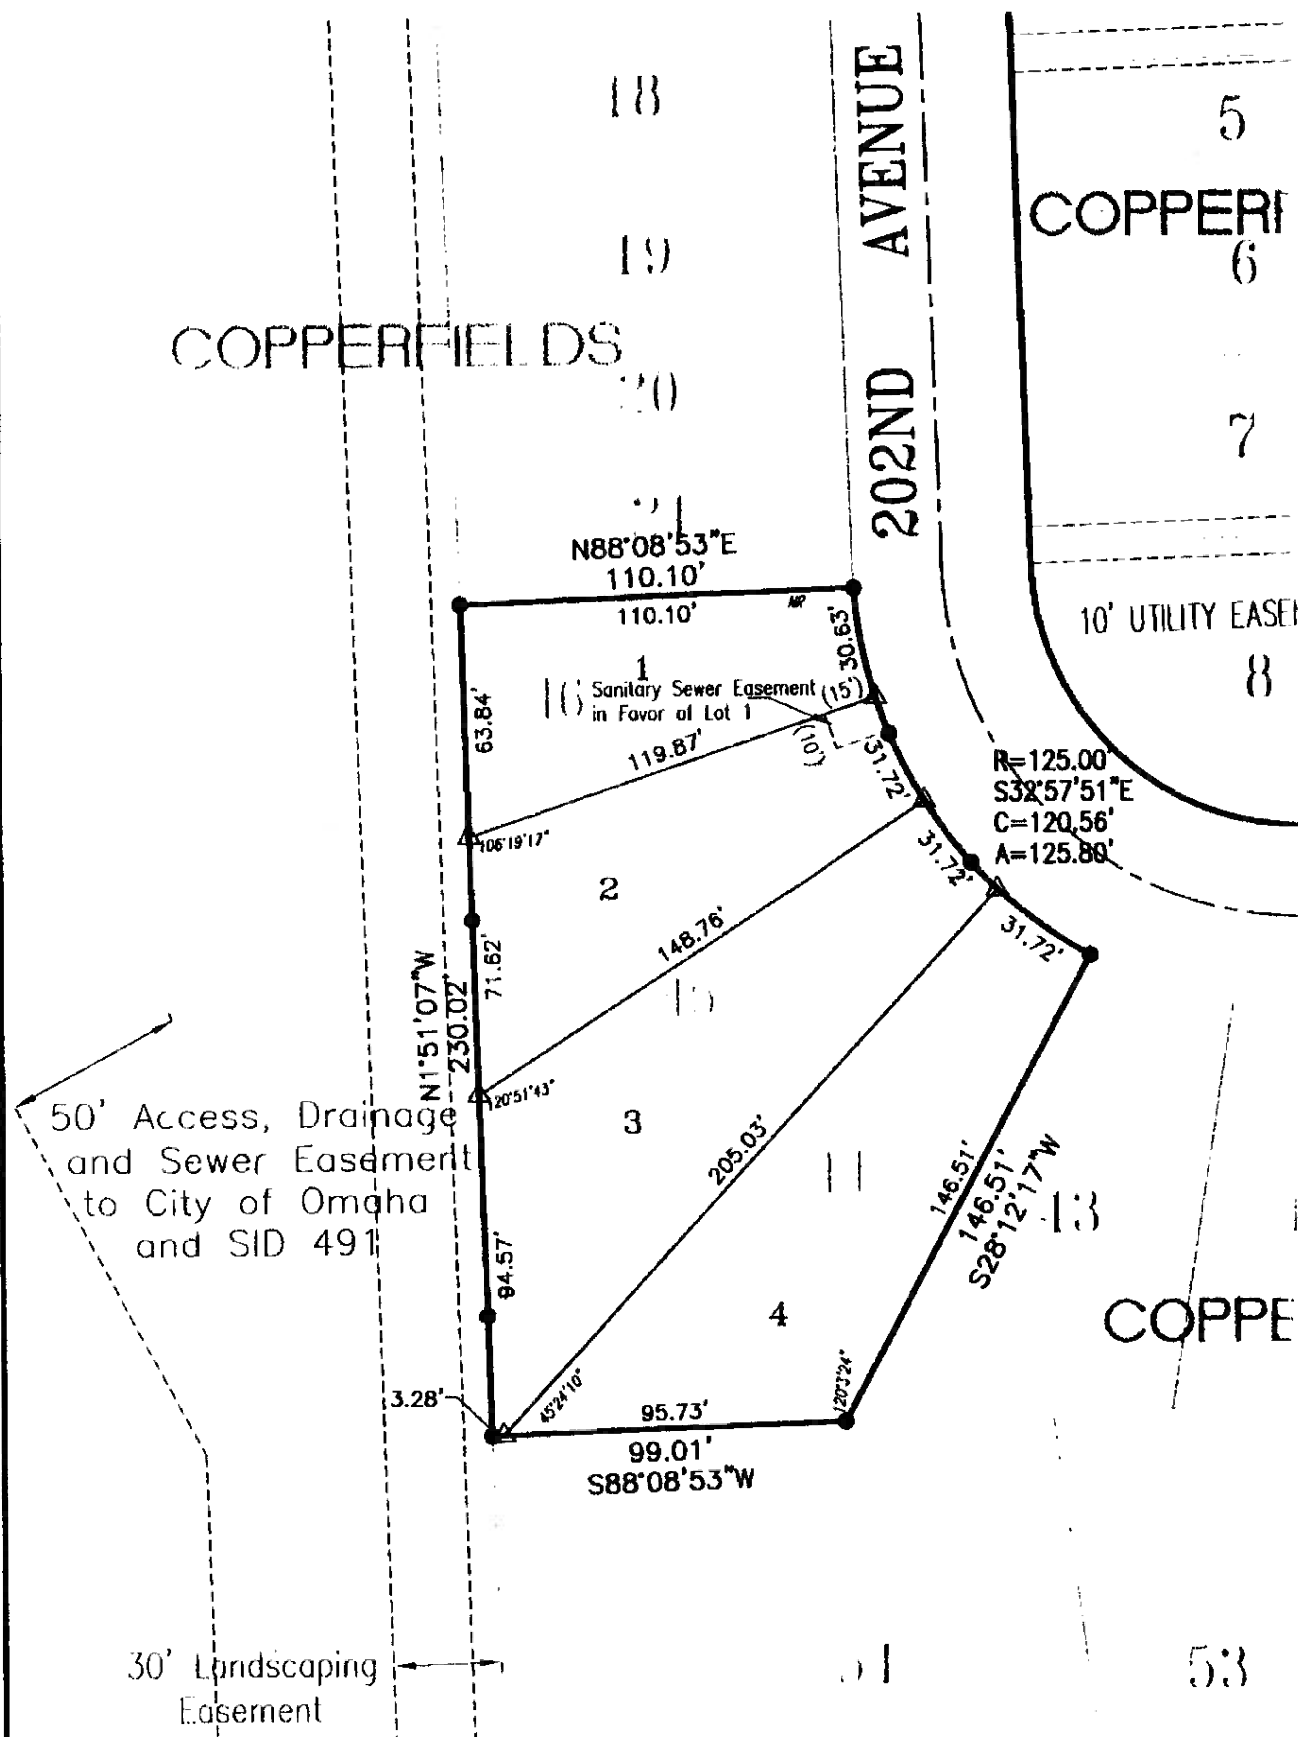 18
5
AVENUE
COPPERF
6
19
COPPERFIELDS
20
202ND
7
N88°08'53"E
110.10'
110.10'
NR
10' UTILITY EASE
30.63'
8
1
16
Sanitary Sewer Easement
in Favor of Lot 1
(15')
(10')
63.84'
119.87'
31.72'
R=125.00'
S32°57'51"E
C=120.56'
A=125.80'
106°19'17"
31.72'
2
148.76'
31.72'
71.62'
N1°51'07"W
230.02'
15
120°51'43"
50' Access, Drainage
and Sewer Easement
to City of Omaha
and SID 491
3
205.03'
146.51'
146.51'
S28°12'17"W
13
94.57'
4
COPPE
120°3'24"
3.28'
45°24'10"
95.73'
99.01'
S88°08'53"W
30' Landscaping
Easement
53